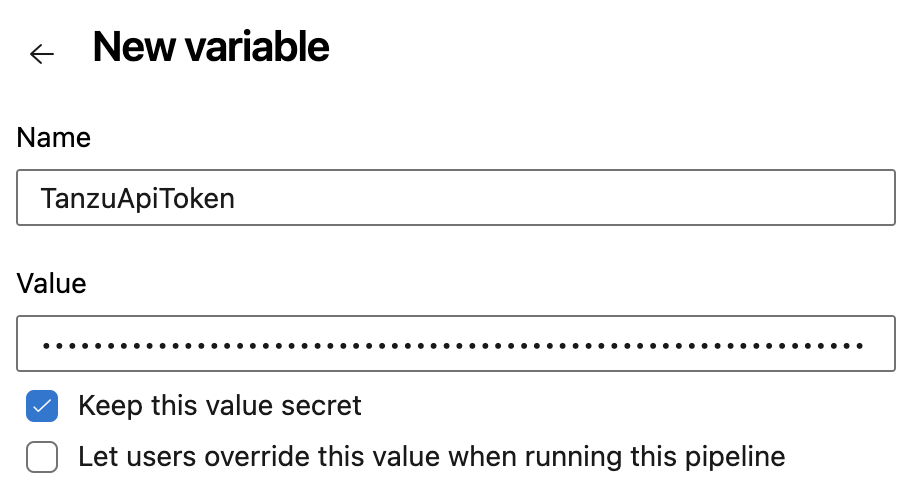 New variable
Name
TanzuApiToken
Value
••••••••••••••••••••••••••••••••••••••••••••••••••••••••••••••••
Keep this value secret
Let users override this value when running this pipeline